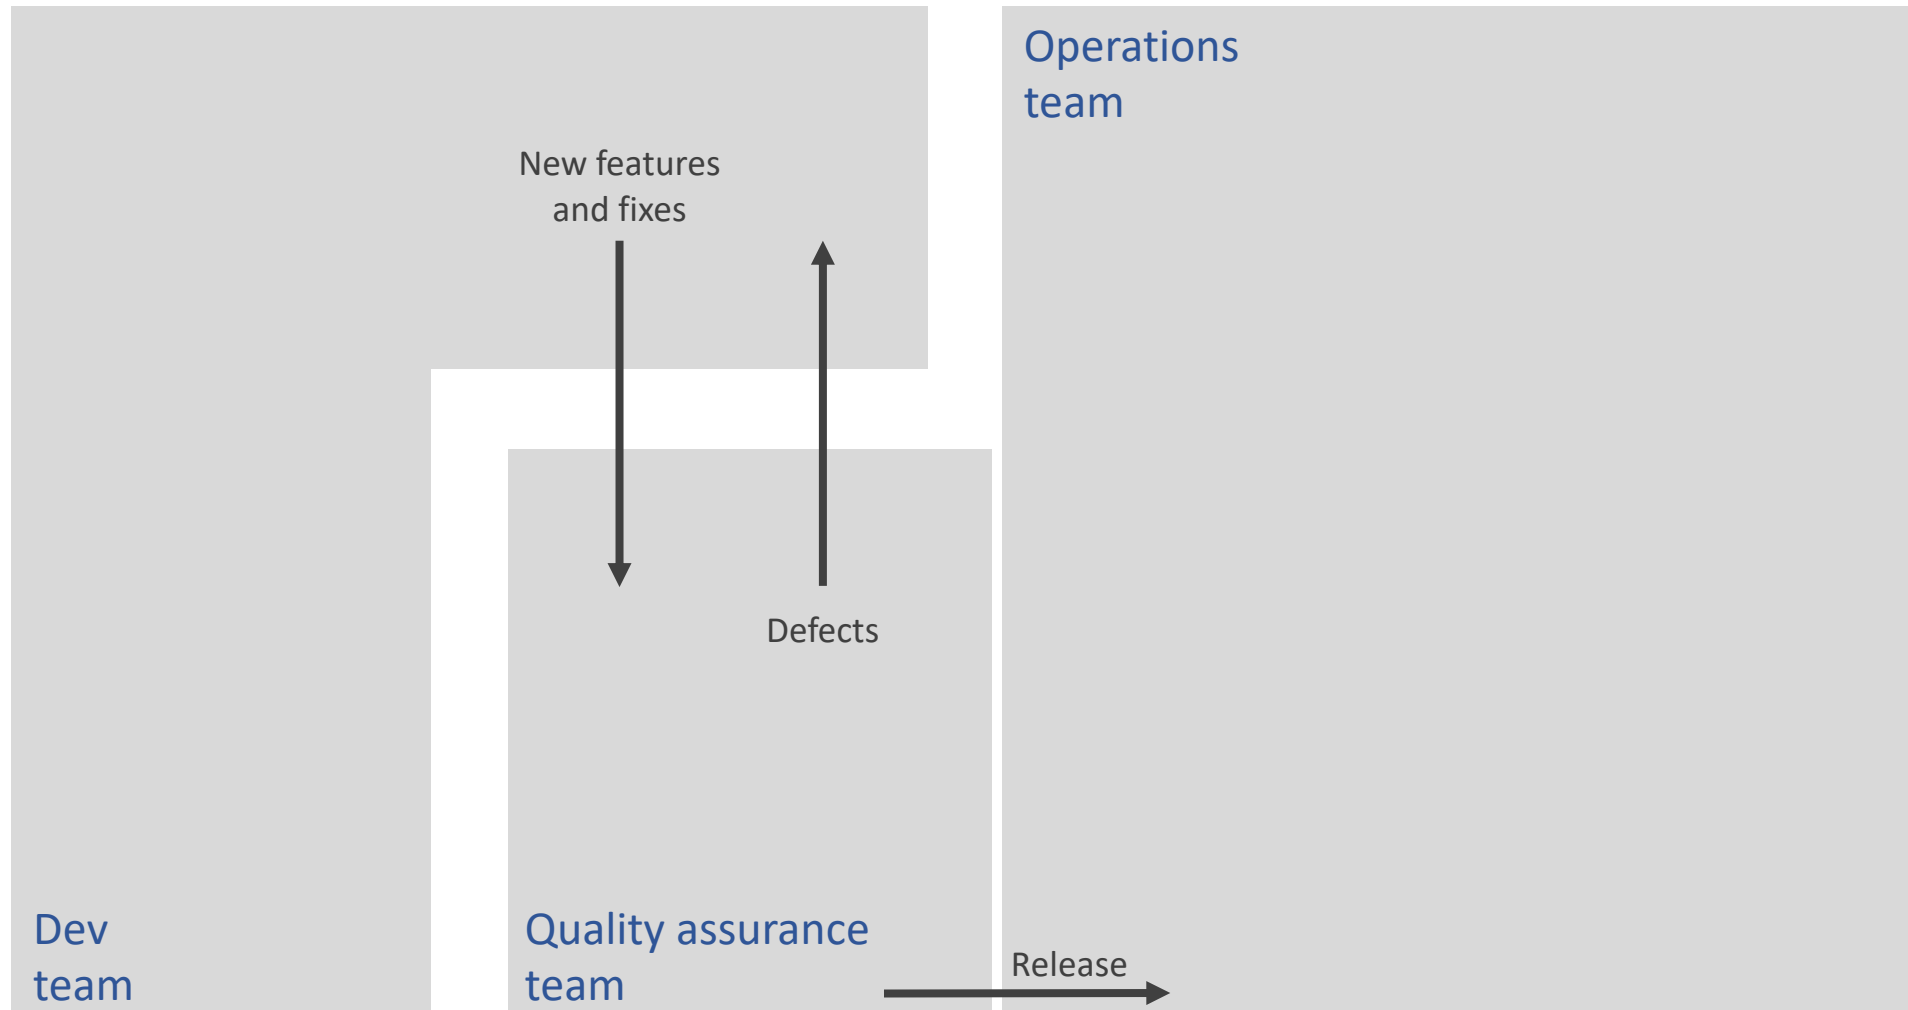 Operations
team
New features
and fixes
Defects
Dev
team
Quality assurance
team
Release